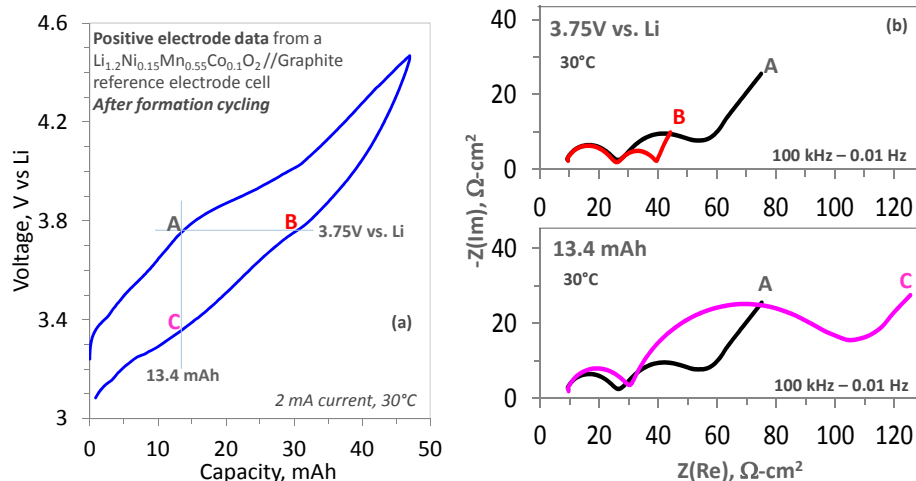 4.6
4.2
3.8
3.4
3
Voltage, V vs Li
Positive electrode data from a
Li1.2Ni0.15Mn0.55Co0.1O2 //Graphite
reference electrode cell
After formation cycling
A
B
3.75V vs. Li
C
(a)
13.4 mAh
2 mA current, 30°C
0 10 20 30 40 50
Capacity, mAh
40
20
0
3.75V vs. Li
(b)
30°C
A
B
100 kHz – 0.01 Hz
0 20 40 60 80 100 120
-Z(Im), Ω-cm²
40
20
0
13.4 mAh
30°C
A
C
100 kHz – 0.01 Hz
0 20 40 60 80 100 120
Z(Re), Ω-cm²